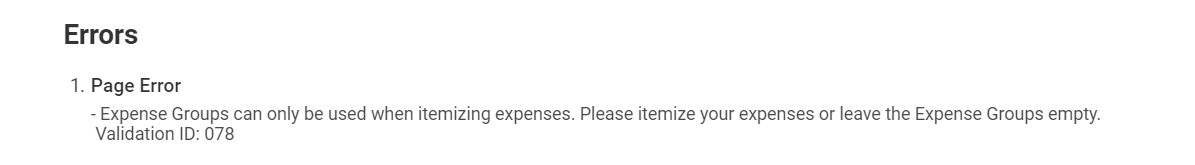 Errors
1. Page Error
- Expense Groups can only be used when itemizing expenses. Please itemize your expenses or leave the Expense Groups empty.
Validation ID: 078